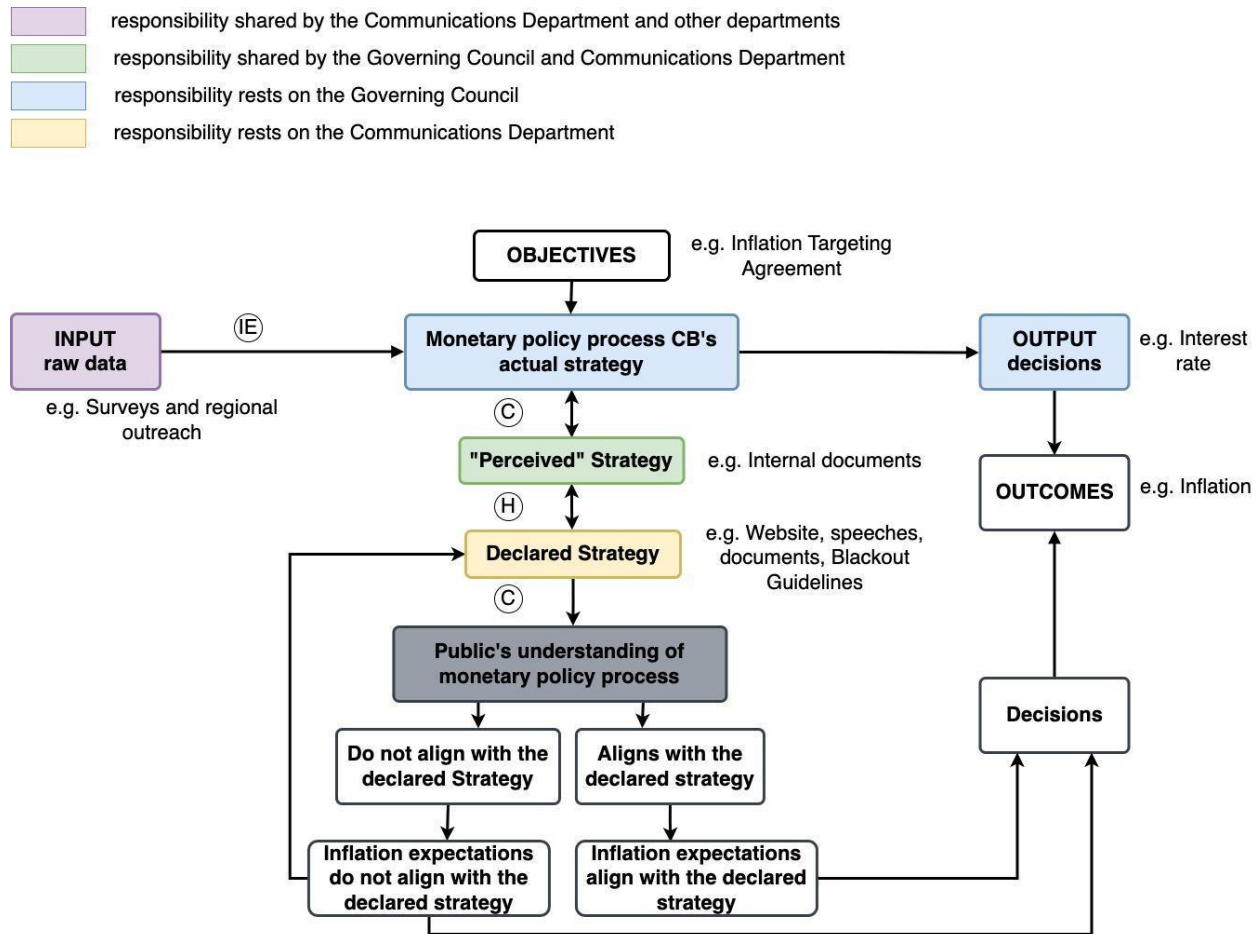 responsibility shared by the Communications Department and other departments
responsibility shared by the Governing Council and Communications Department
responsibility rests on the Governing Council
responsibility rests on the Communications Department
OBJECTIVES
e.g. Inflation Targeting
Agreement
INPUT
raw data
IE
Monetary policy process CB's
actual strategy
OUTPUT
decisions
e.g. Interest
rate
e.g. Surveys and regional
outreach
C
"Perceived" Strategy
e.g. Internal documents
OUTCOMES
e.g. Inflation
H
Declared Strategy
e.g. Website, speeches,
documents, Blackout
Guidelines
C
Public's understanding of
monetary policy process
Decisions
Do not align with the
declared Strategy
Aligns with the
declared strategy
Inflation expectations
do not align with the
declared strategy
Inflation expectations
align with the declared
strategy